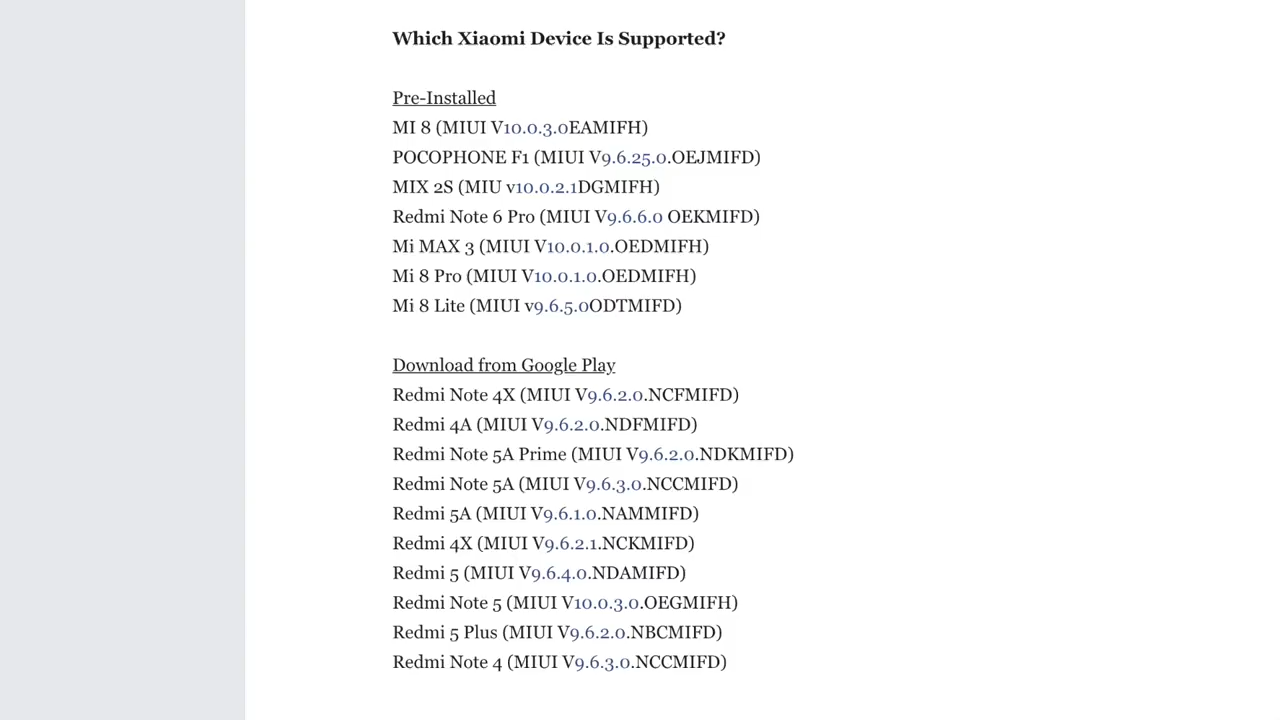 Which Xiaomi Device Is Supported?
Pre-Installed
MI 8 (MIUI V10.0.3.0EAMIFH)
POCOPHONE F1 (MIUI V9.6.25.0.OEJMIFD)
MIX 2S (MIU v10.0.2.1DGMIFH)
Redmi Note 6 Pro (MIUI V9.6.6.0 OEKMIFD)
Mi MAX 3 (MIUI V10.0.1.0.OEDMIFH)
Mi 8 Pro (MIUI V10.0.1.0.OEDMIFH)
Mi 8 Lite (MIUI v9.6.5.0ODTMIFD)
Download from Google Play
Redmi Note 4X (MIUI V9.6.2.0.NCFMIFD)
Redmi 4A (MIUI V9.6.2.0.NDFMIFD)
Redmi Note 5A Prime (MIUI V9.6.2.0.NDKMIFD)
Redmi Note 5A (MIUI V9.6.3.0.NCCMIFD)
Redmi 5A (MIUI V9.6.1.0.NAMMIFD)
Redmi 4X (MIUI V9.6.2.1.NCKMIFD)
Redmi 5 (MIUI V9.6.4.0.NDAMIFD)
Redmi Note 5 (MIUI V10.0.3.0.OEGMIFH)
Redmi 5 Plus (MIUI V9.6.2.0.NBCMIFD)
Redmi Note 4 (MIUI V9.6.3.0.NCCMIFD)